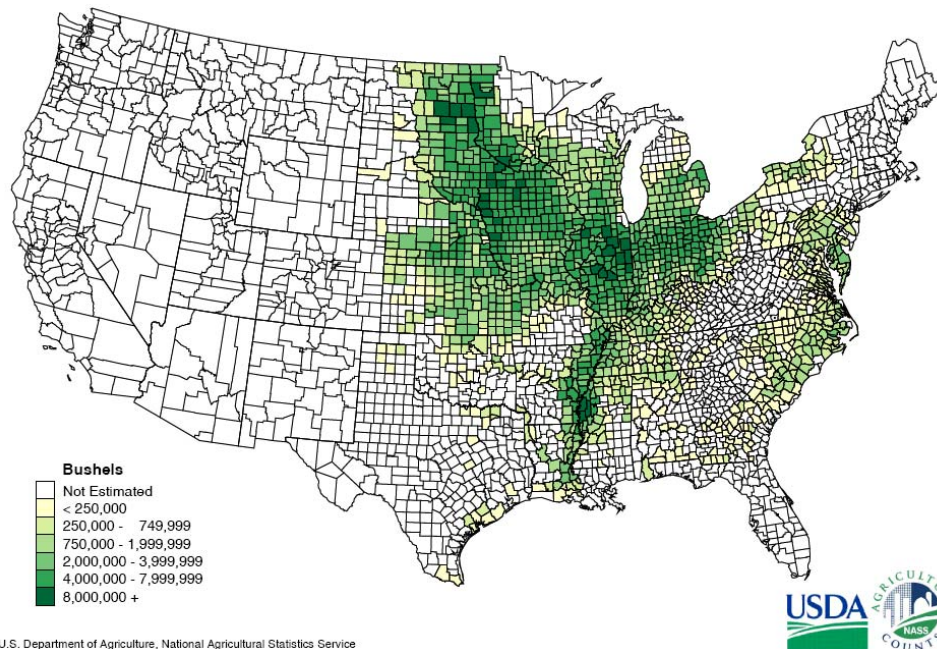 Bushels
Not Estimated
< 250,000
250,000 - 749,999
750,000 - 1,999,999
2,000,000 - 3,999,999
4,000,000 - 7,999,999
8,000,000 +
U.S. Department of Agriculture, National Agricultural Statistics Service
USDA
AGRICULTU
NASS
COUNTS